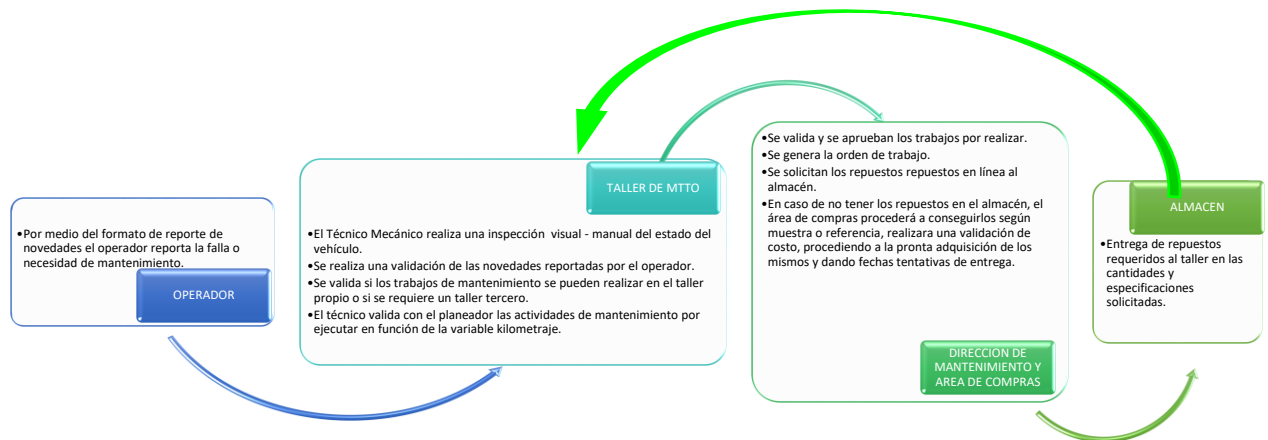 •Por medio del formato de reporte de
novedades el operador reporta la falla o
necesidad de mantenimiento.
OPERADOR
TALLER DE MTTO
•El Técnico Mecánico realiza una inspección visual - manual del estado del
vehículo.
•Se realiza una validación de las novedades reportadas por el operador.
•Se valida si los trabajos de mantenimiento se pueden realizar en el taller
propio o si se requiere un taller tercero.
•El técnico valida con el planeador las actividades de mantenimiento por
ejecutar en función de la variable kilometraje.
•Se valida y se aprueban los trabajos por realizar.
•Se genera la orden de trabajo.
•Se solicitan los repuestos repuestos en línea al
almacén.
•En caso de no tener los repuestos en el almacén, el
área de compras procederá a conseguirlos según
muestra o referencia, realizara una validación de
costo, procediendo a la pronta adquisición de los
mismos y dando fechas tentativas de entrega.
DIRECCION DE
MANTENIMIENTO Y
AREA DE COMPRAS
ALMACEN
•Entrega de repuestos
requeridos al taller en las
cantidades y
especificaciones
solicitadas.